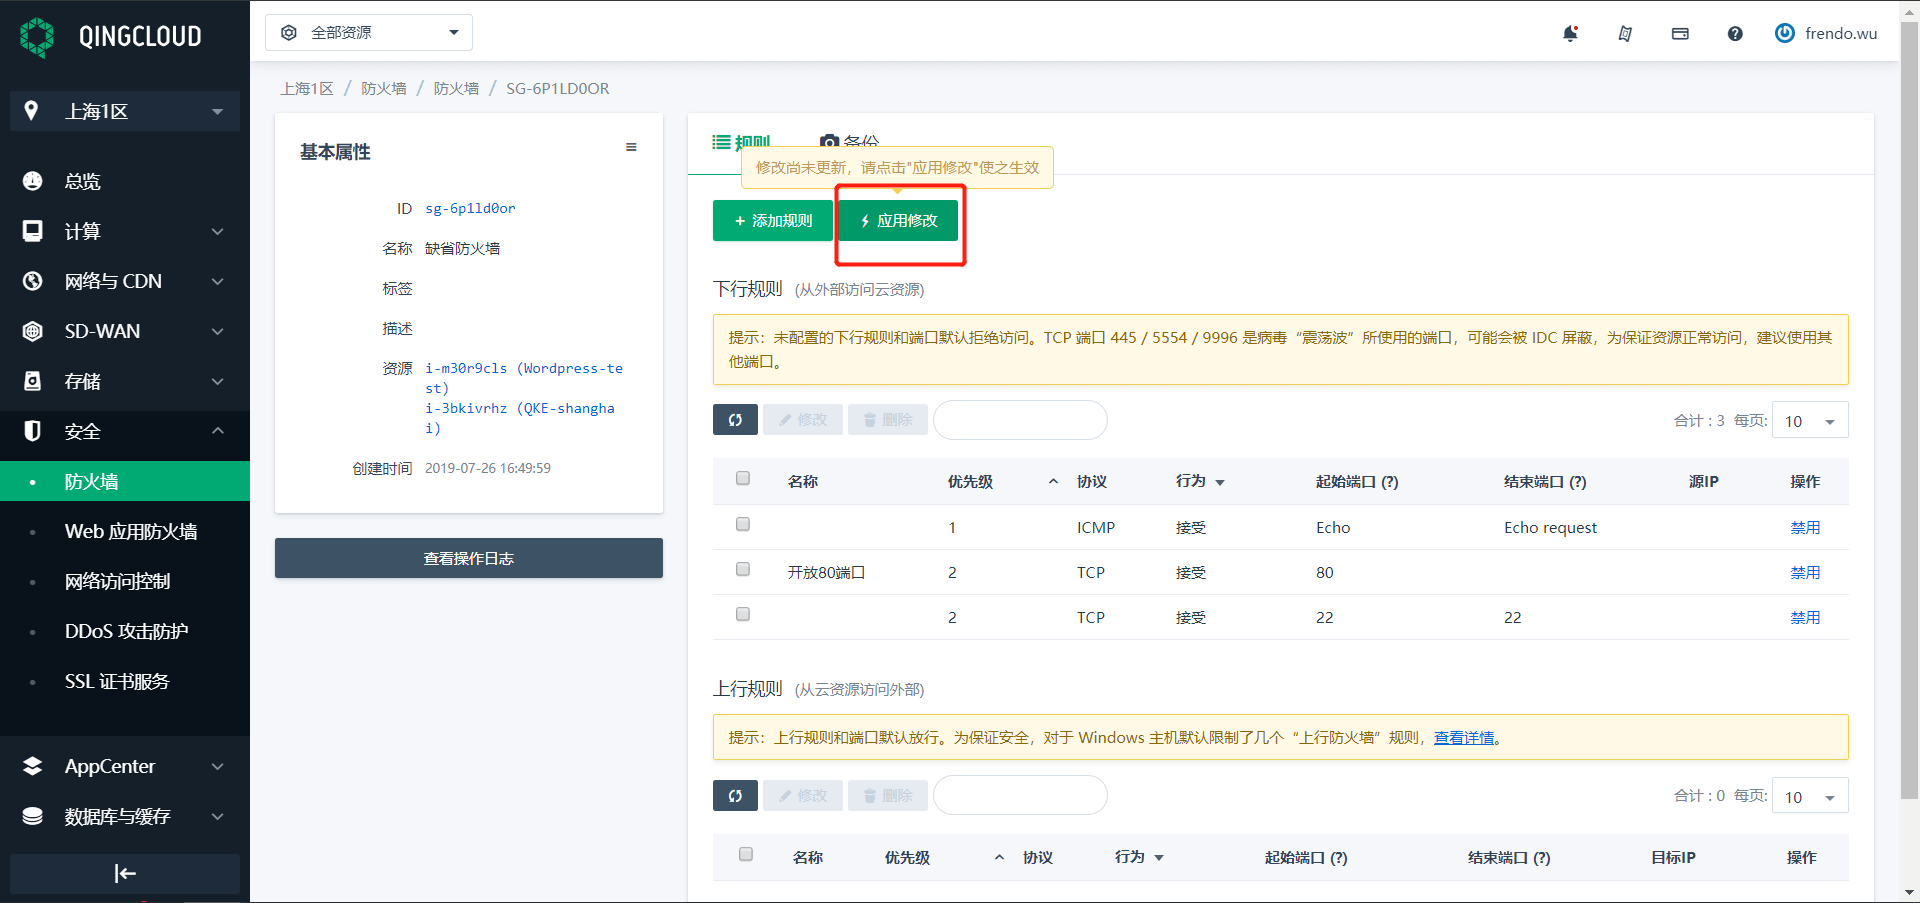 QINGCLOUD
全部资源
frendo.wu
上海1区
总览
计算
网络与 CDN
SD-WAN
存储
安全
防火墙
Web 应用防火墙
网络访问控制
DDoS 攻击防护
SSL 证书服务
AppCenter
数据库与缓存
上海1区 / 防火墙 / 防火墙 / SG-6P1LD0OR
基本属性
ID sg-6p1ld0or
名称 缺省防火墙
标签
描述
资源 i-m30r9cls (Wordpress-te
st)
i-3bkivrhz (QKE-shangha
i)
创建时间 2019-07-26 16:49:59
查看操作日志
规则 备份
修改尚未更新，请点击"应用修改"使之生效
+ 添加规则 应用修改
下行规则 (从外部访问云资源)
提示：未配置的下行规则和端口默认拒绝访问。TCP 端口 445 / 5554 / 9996 是病毒“震荡波”所使用的端口，可能会被 IDC 屏蔽，为保证资源正常访问，建议使用其
他端口。
修改 删除 合计 : 3 每页: 10
名称 优先级 协议 行为 起始端口 (?) 结束端口 (?) 源IP 操作
1 ICMP 接受 Echo Echo request 禁用
开放80端口 2 TCP 接受 80 禁用
2 TCP 接受 22 22 禁用
上行规则 (从云资源访问外部)
提示：上行规则和端口默认放行。为保证安全，对于 Windows 主机默认限制了几个“上行防火墙”规则，查看详情。
修改 删除 合计 : 0 每页: 10
名称 优先级 协议 行为 起始端口 (?) 结束端口 (?) 目标IP 操作